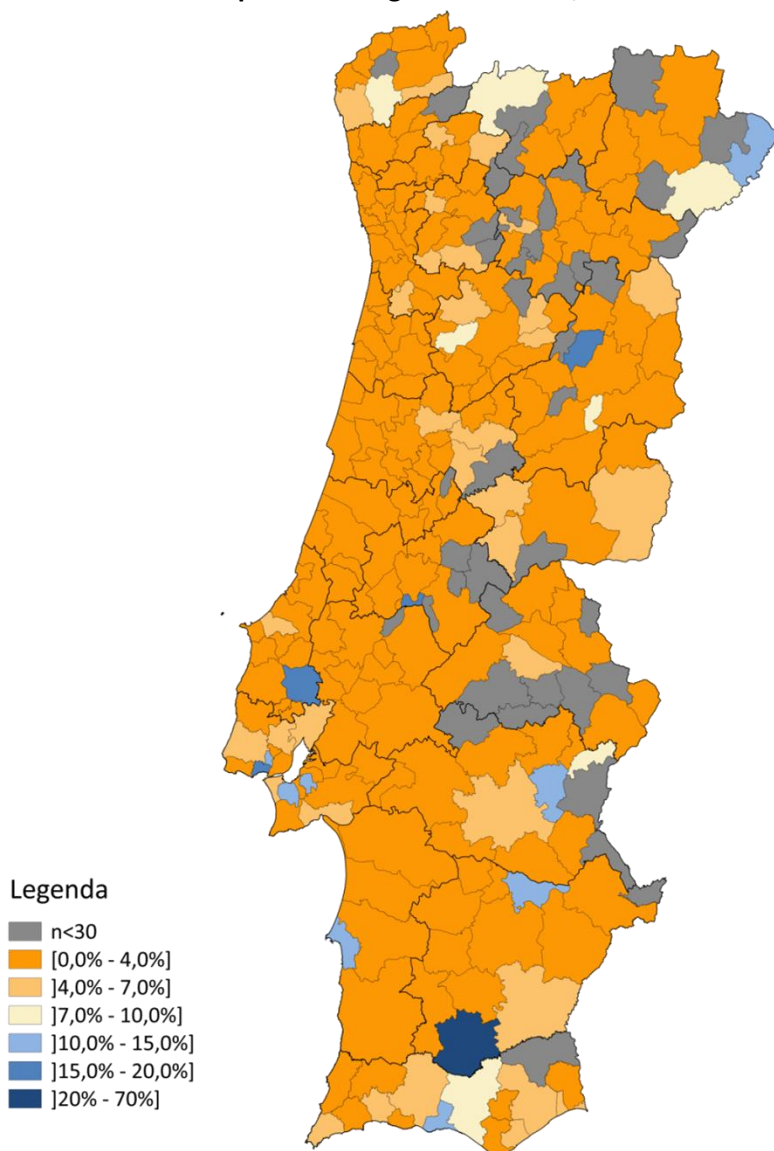 Legenda
n<30
[0,0% - 4,0%]
]4,0% - 7,0%]
]7,0% - 10,0%]
]10,0% - 15,0%]
]15,0% - 20,0%]
]20% - 70%]